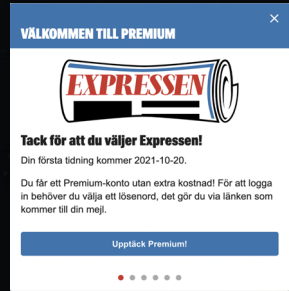 VÄLKOMMEN TILL PREMIUM
EXPRESSEN
Tack för att du väljer Expressen!
Din första tidning kommer 2021-10-20.
Du får ett Premium-konto utan extra kostnad! För att logga
in behöver du välja ett lösenord, det gör du via länken som
kommer till din mejl.
Upptäck Premium!